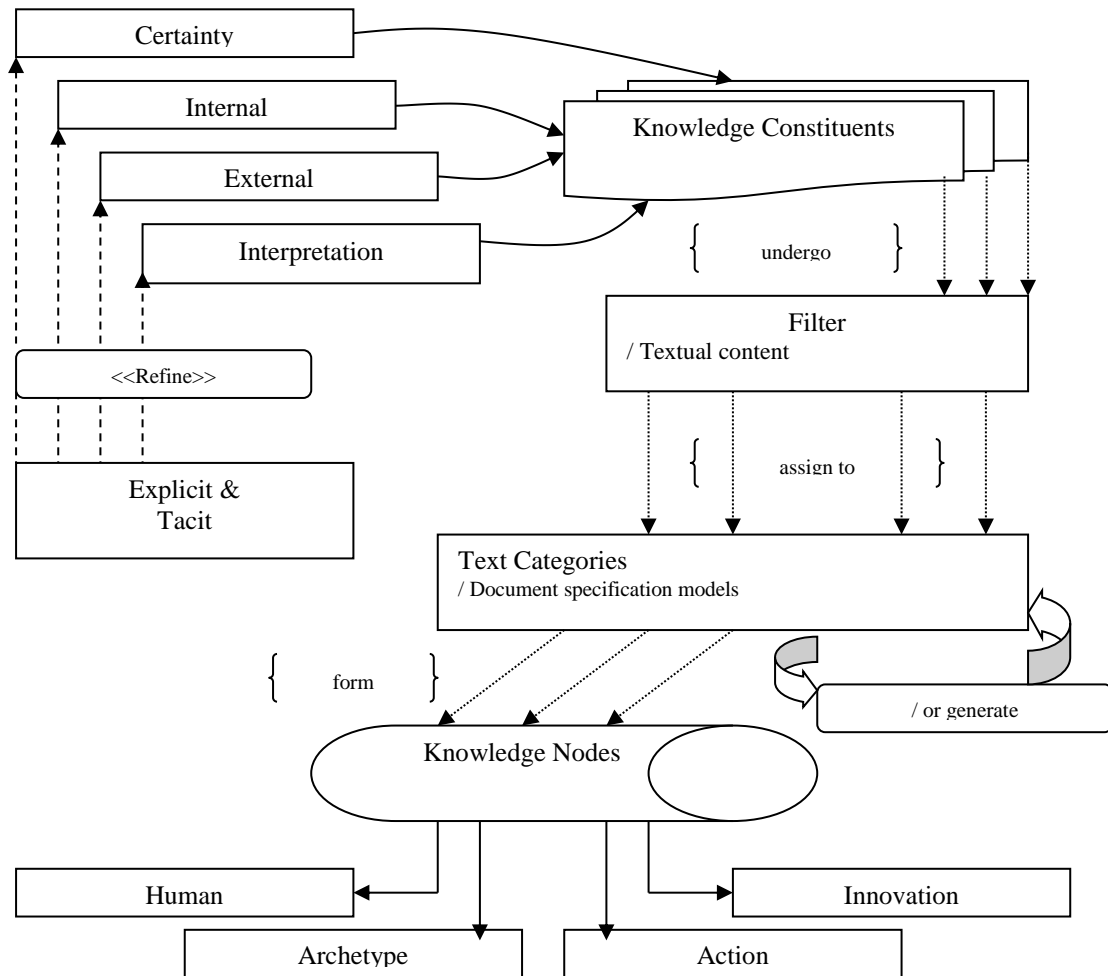 Certainty
Internal
Knowledge Constituents
External
Interpretation
{ undergo }
Filter
/ Textual content
<<Refine>>
{ assign to }
Explicit &
Tacit
Text Categories
/ Document specification models
{ form }
/ or generate
Knowledge Nodes
Human
Innovation
Archetype
Action